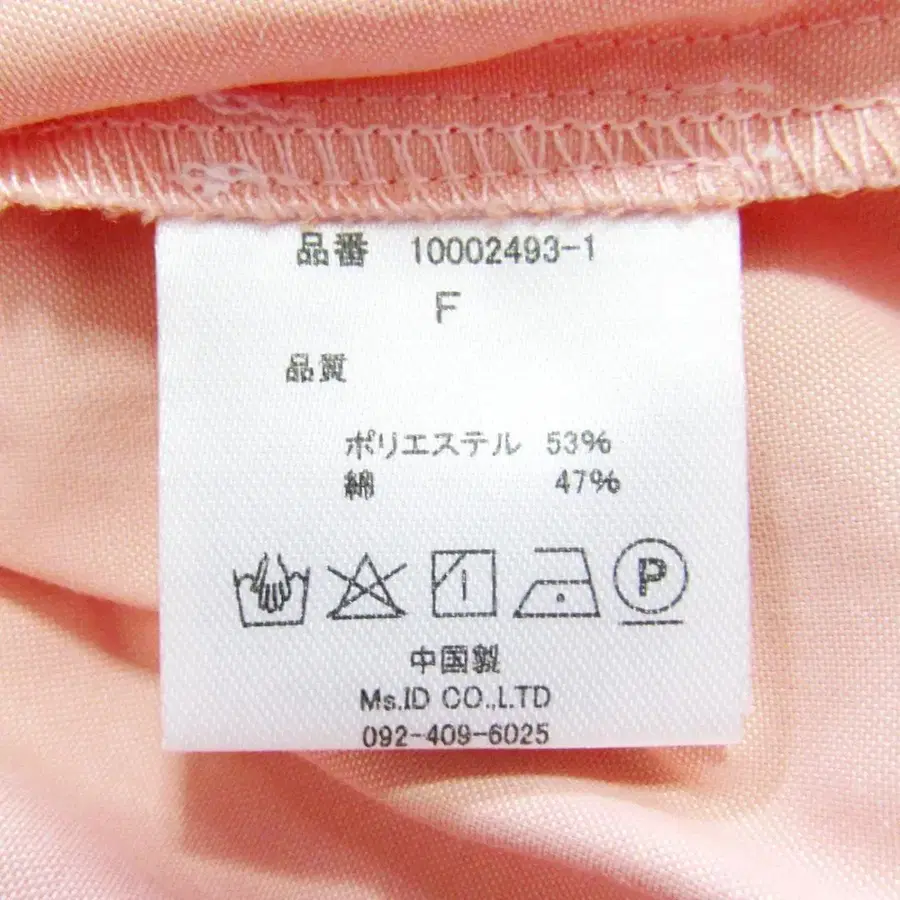 品番 10002493-1
F
品質
ポリエステル 53%
綿 47%
P
中国製
Ms.ID CO.,LTD
092-409-6025